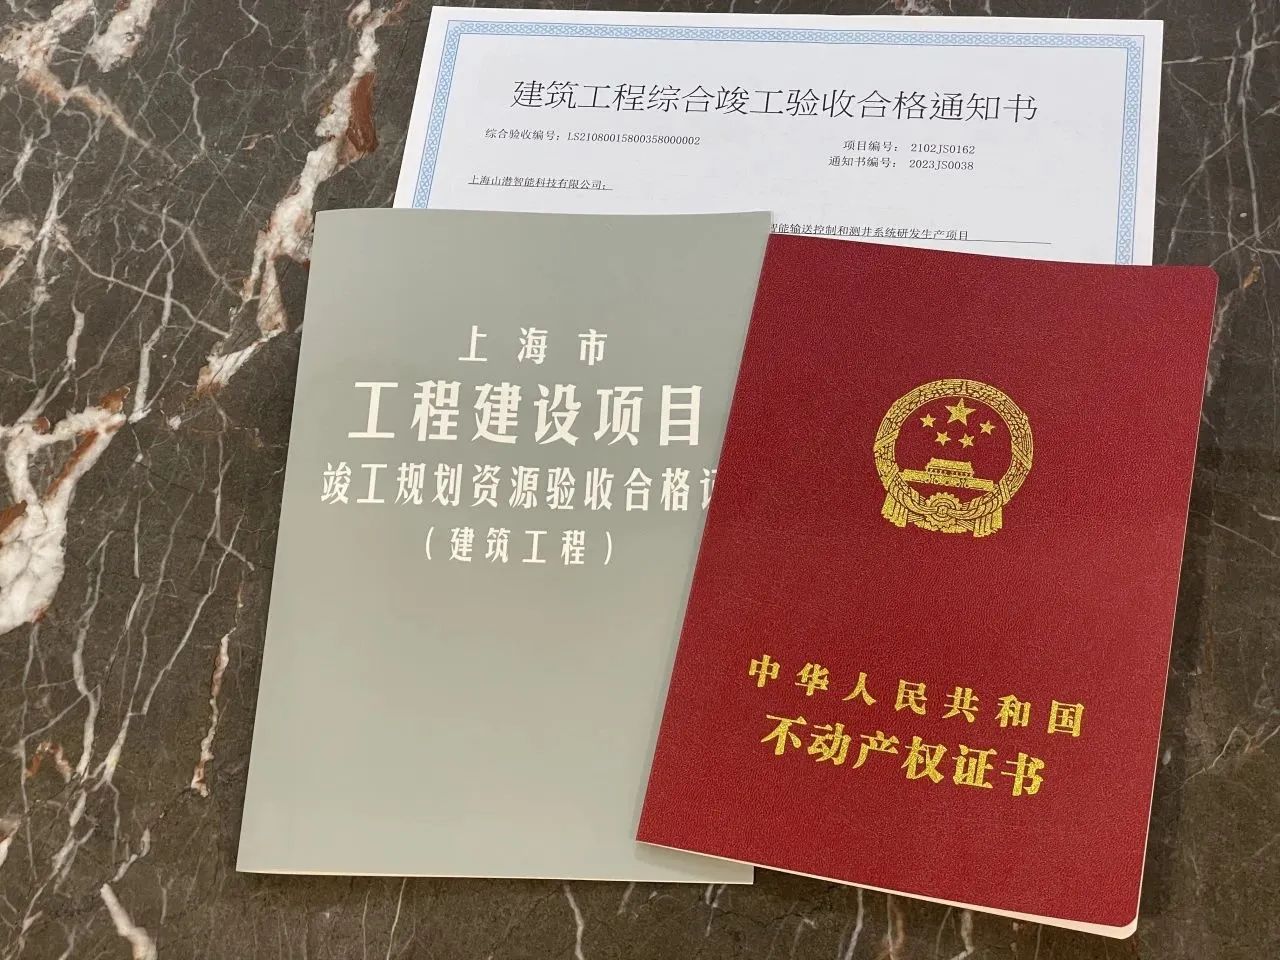 建筑工程综合竣工验收合格通知书
综合验收编号：LS21080015800358000002
项目编号： 2102JS0162
通知书编号： 2023JS0038
上海山潜智能科技有限公司：
智能输送控制和测井系统研发生产项目
上海市
工程建设项目
竣工规划资源验收合格
（建筑工程）
中华人民共和国
不动产权证书